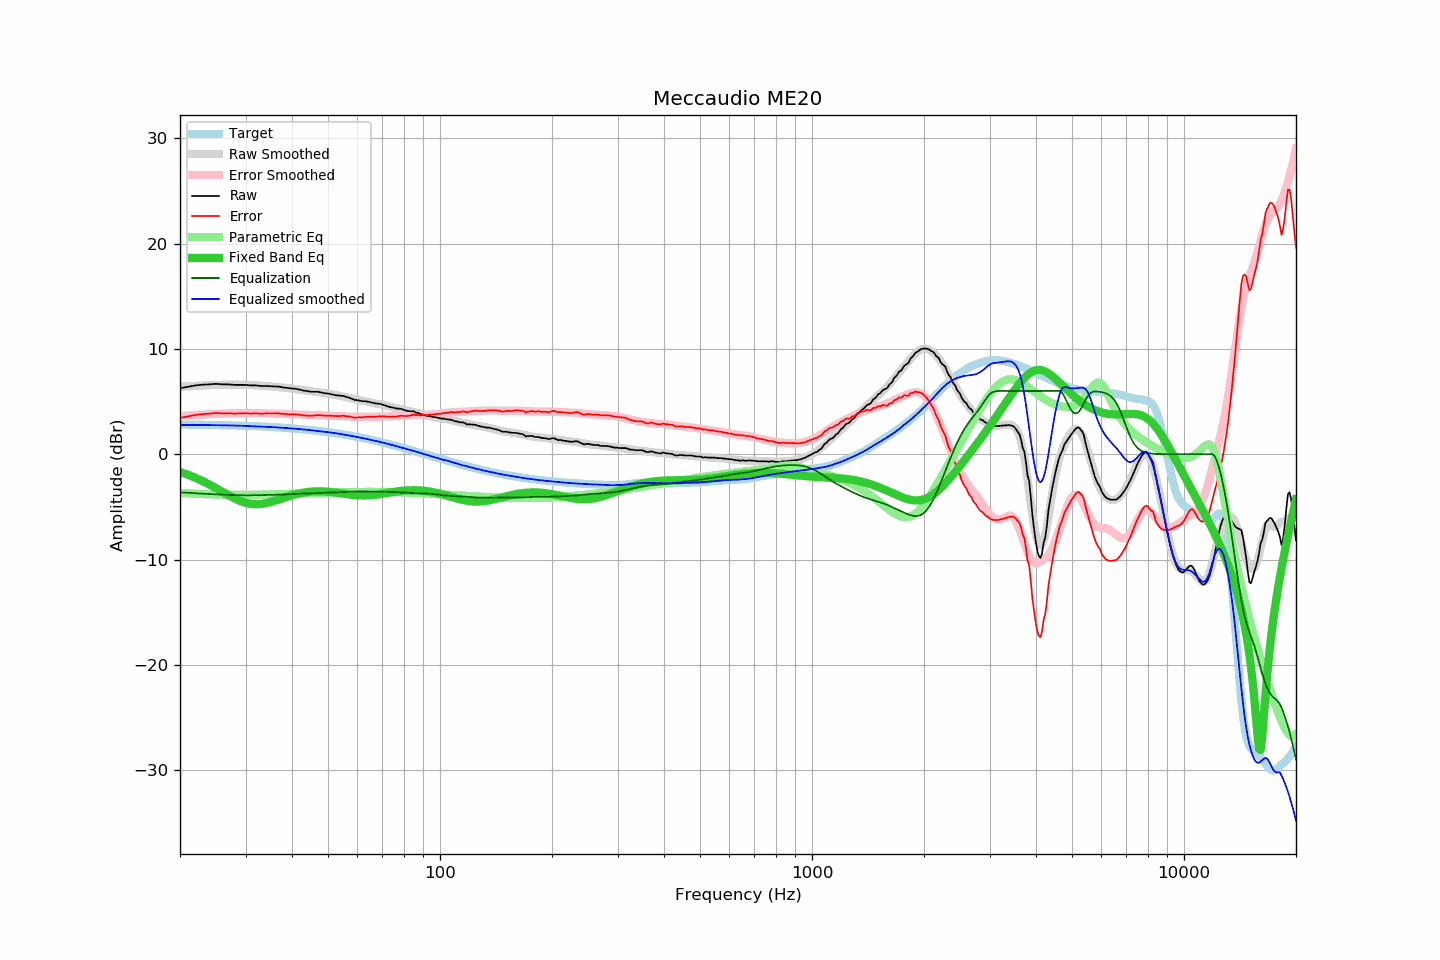 Meccaudio ME20
30
20
10
0
−10
−20
−30
Amplitude (dBr)
Target
Raw Smoothed
Error Smoothed
Raw
Error
Parametric Eq
Fixed Band Eq
Equalization
Equalized smoothed
100
1000
10000
Frequency (Hz)